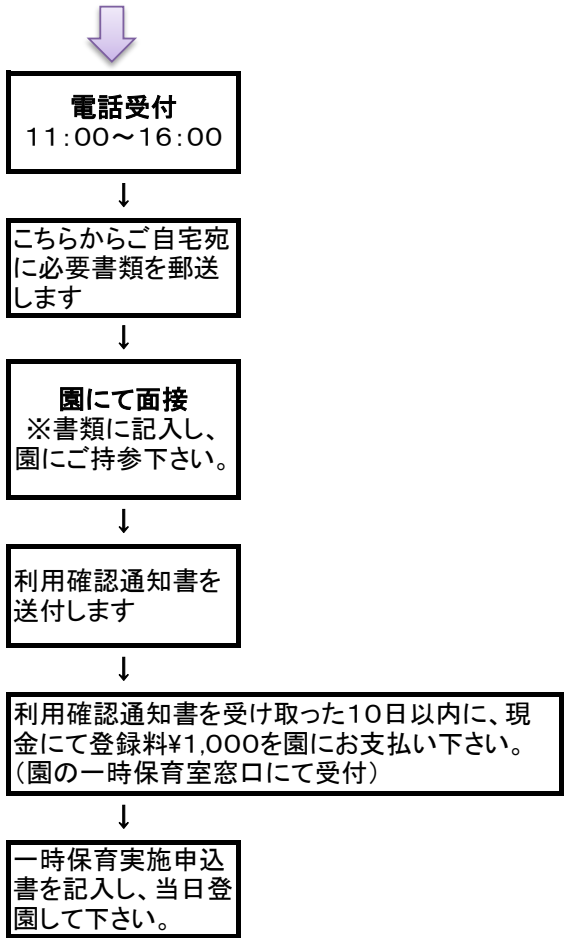 電話受付
11:00～16:00
↓
こちらからご自宅宛
に必要書類を郵送
します
↓
園にて面接
※書類に記入し、
園にご持参下さい。
↓
利用確認通知書を
送付します
↓
利用確認通知書を受け取った10日以内に、現
金にて登録料¥1,000を園にお支払い下さい。
（園の一時保育室窓口にて受付）
↓
一時保育実施申込
書を記入し、当日登
園して下さい。